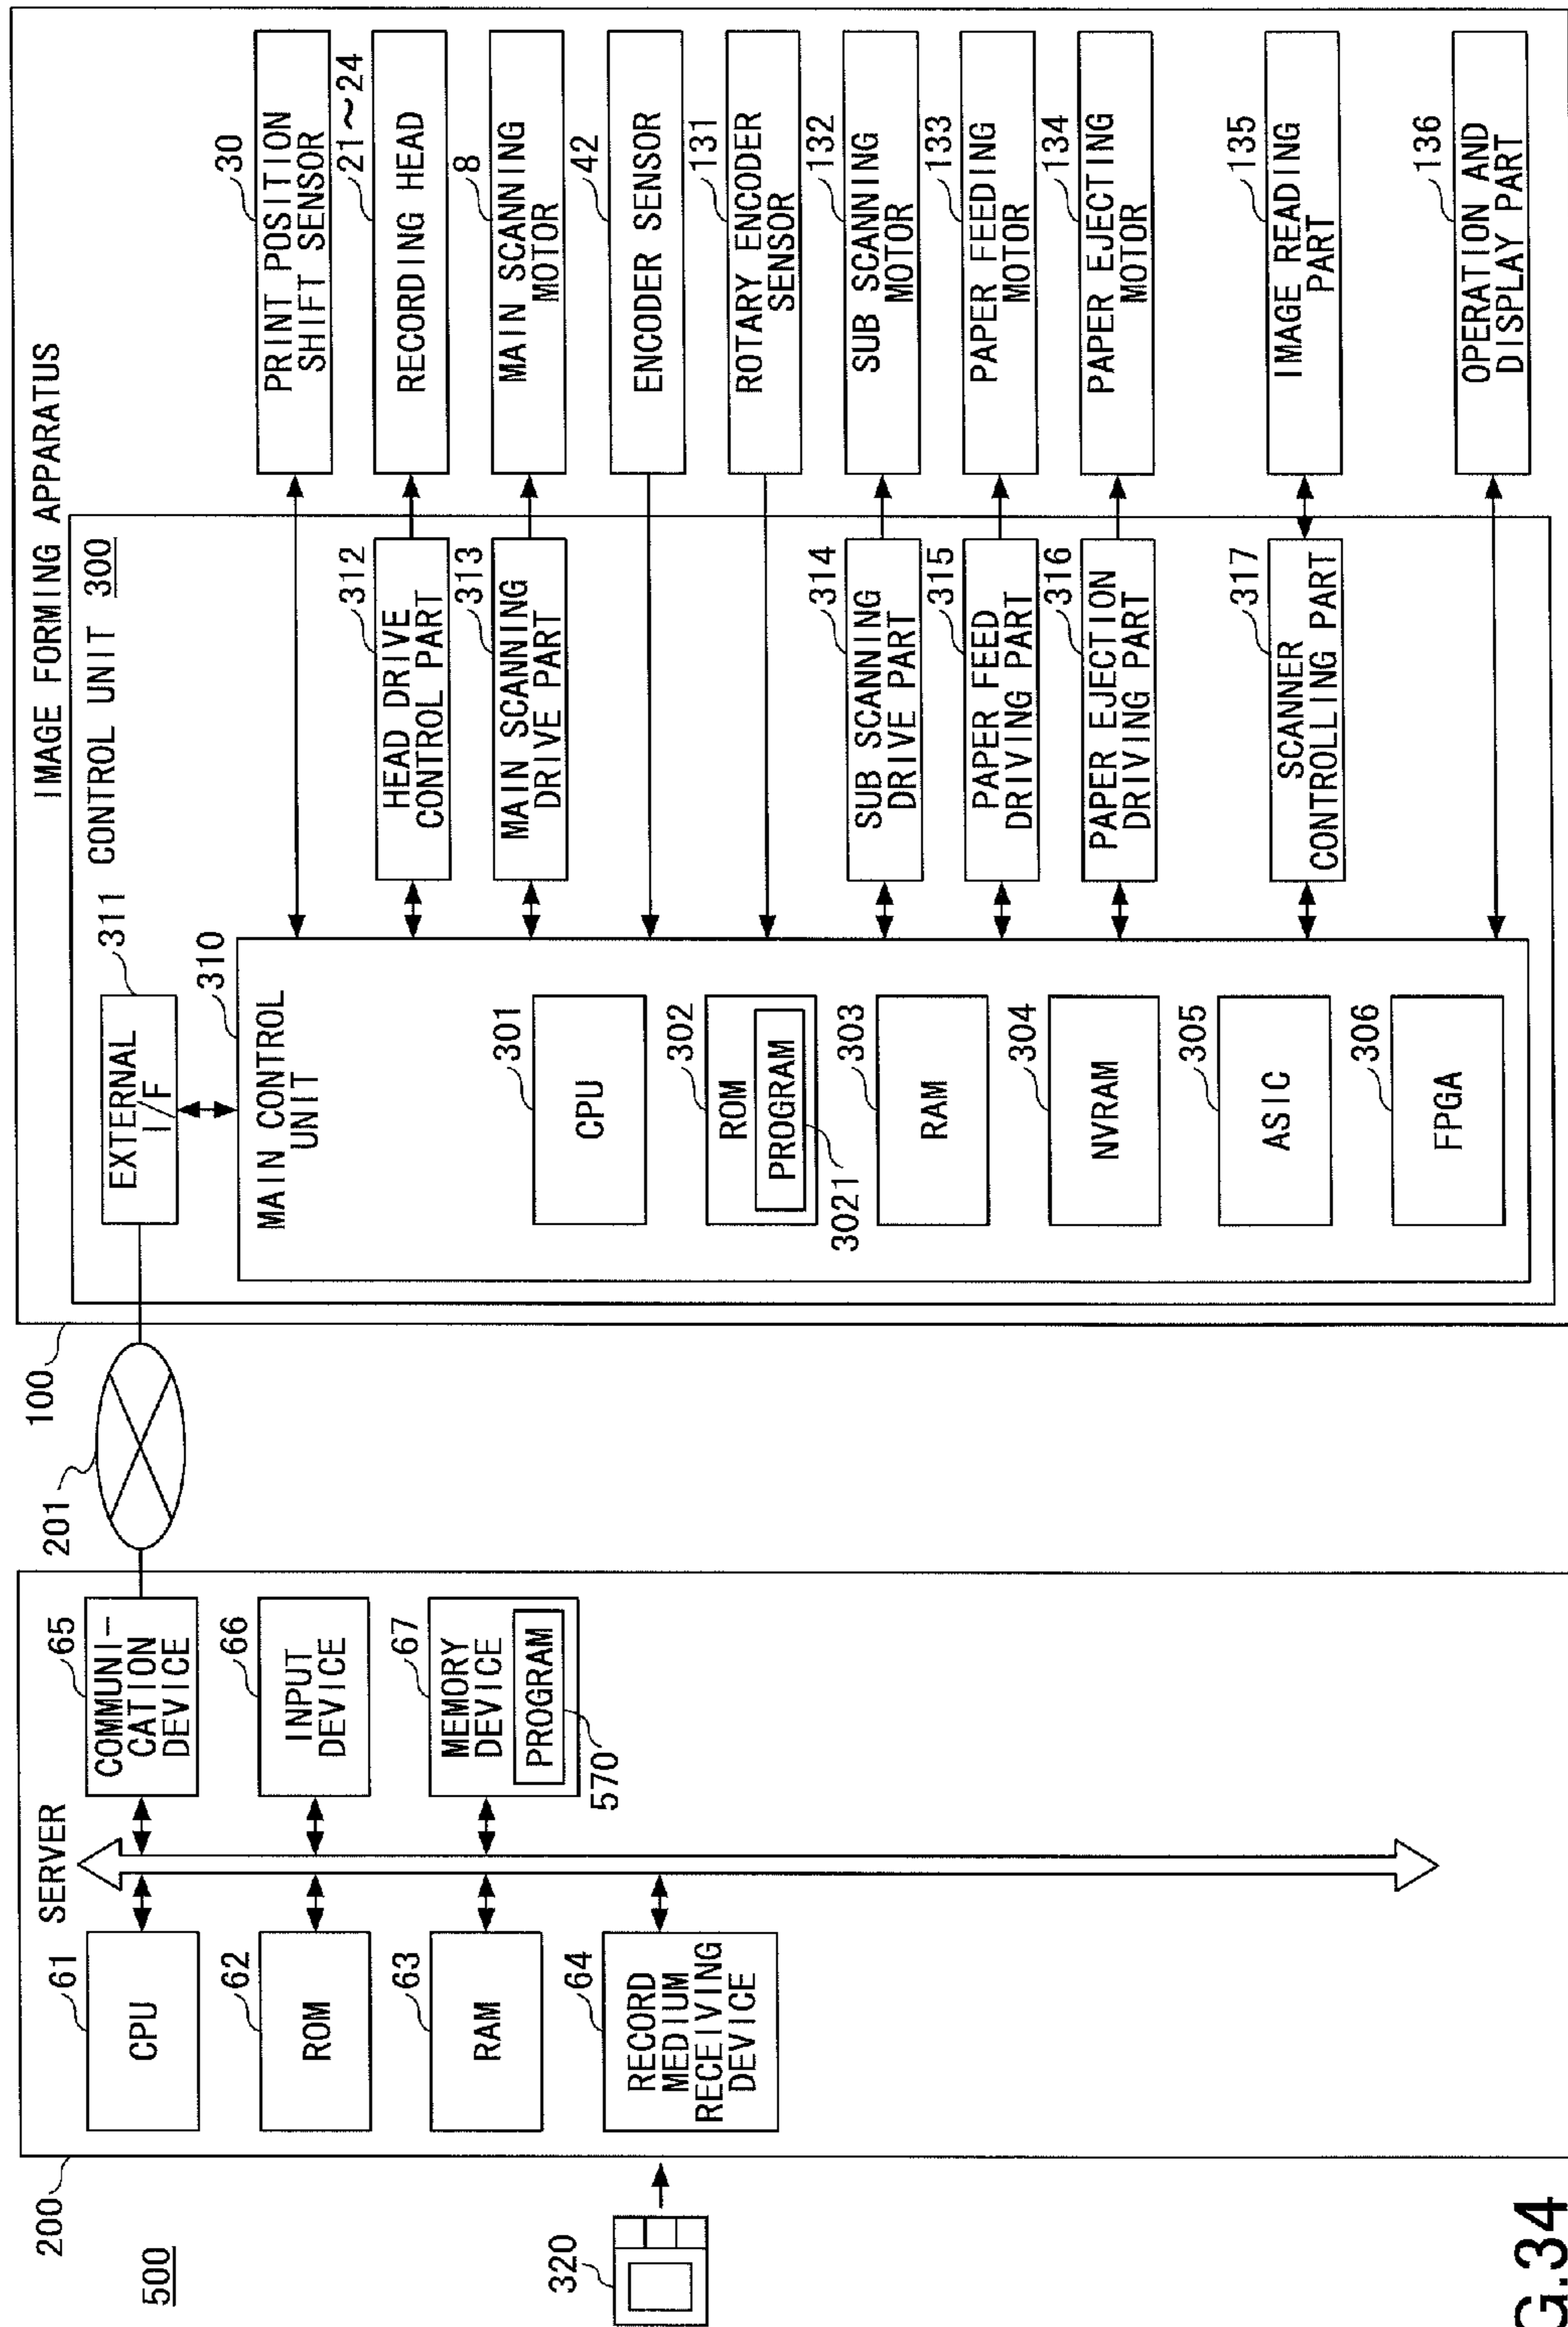 500
200
SERVER
61
CPU
62
ROM
63
RAM
64
RECORD
MEDIUM
RECEIVING
DEVICE
320
65
COMMUNI-
CATION
DEVICE
66
INPUT
DEVICE
67
MEMORY
DEVICE
PROGRAM
570
201
100
IMAGE FORMING APPARATUS
CONTROL UNIT 300
311
EXTERNAL
I/F
310
MAIN CONTROL
UNIT
301
CPU
302
ROM
PROGRAM
3021
303
RAM
304
NVRAM
305
ASIC
306
FPGA
312
HEAD DRIVE
CONTROL PART
313
MAIN SCANNING
DRIVE PART
314
SUB SCANNING
DRIVE PART
315
PAPER FEED
DRIVING PART
316
PAPER EJECTION
DRIVING PART
317
SCANNER
CONTROLLING PART
30
PRINT POSITION
SHIFT SENSOR
21~24
RECORDING HEAD
8
MAIN SCANNING
MOTOR
42
ENCODER SENSOR
131
ROTARY ENCODER
SENSOR
132
SUB SCANNING
MOTOR
133
PAPER FEEDING
MOTOR
134
PAPER EJECTING
MOTOR
135
IMAGE READING
PART
136
OPERATION AND
DISPLAY PART
G.34